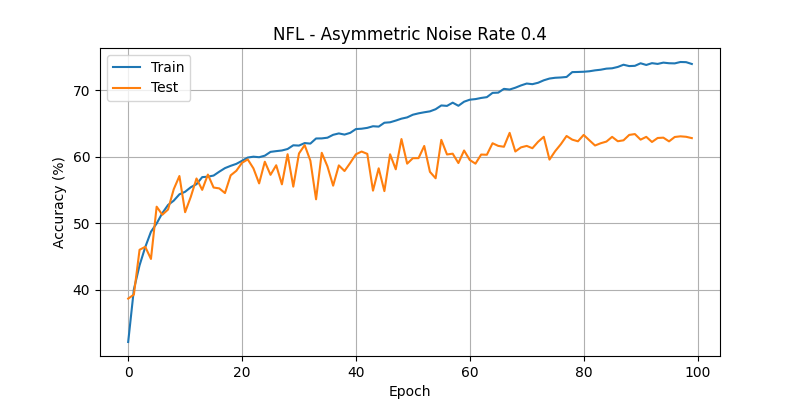 NFL - Asymmetric Noise Rate 0.4
Train
Test
70
60
50
40
Accuracy (%)
0 20 40 60 80 100
Epoch